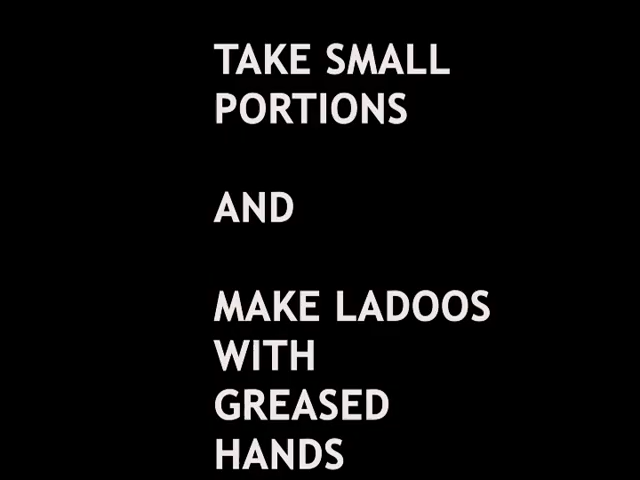 TAKE SMALL
PORTIONS
AND
MAKE LADOOS
WITH
GREASED
HANDS